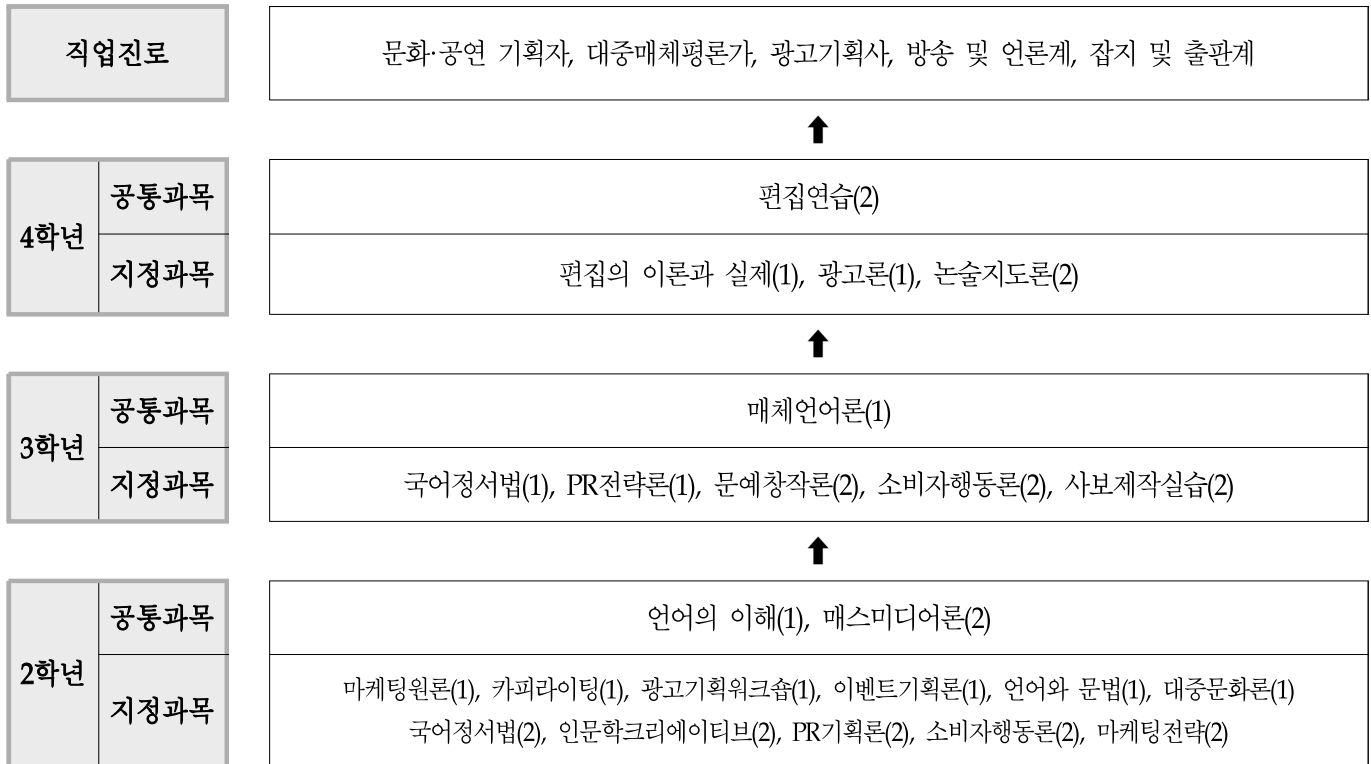 직업진로
문화·공연 기획자, 대중매체평론가, 광고기획사, 방송 및 언론계, 잡지 및 출판계
4학년
공통과목
편집연습(2)
지정과목
편집의 이론과 실제(1), 광고론(1), 논술지도론(2)
3학년
공통과목
매체언어론(1)
지정과목
국어정서법(1), PR전략론(1), 문예창작론(2), 소비자행동론(2), 사보제작실습(2)
2학년
공통과목
언어의 이해(1), 매스미디어론(2)
지정과목
마케팅원론(1), 카피라이팅(1), 광고기획워크숍(1), 이벤트기획론(1), 언어와 문법(1), 대중문화론(1)
국어정서법(2), 인문학크리에이티브(2), PR기획론(2), 소비자행동론(2), 마케팅전략(2)